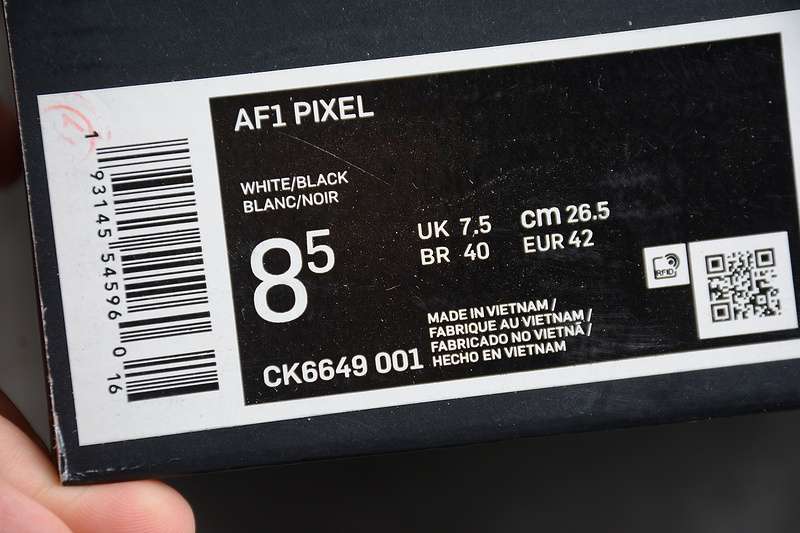 AF1 PIXEL
WHITE/BLACK
BLANC/NOIR
8⁵
UK 7.5
BR 40
cm 26.5
EUR 42
CK6649 001
MADE IN VIETNAM /
FABRIQUE AU VIETNAM /
FABRICADO NO VIETNÃ /
HECHO EN VIETNAM
RFID
1 93145 54596 0 16